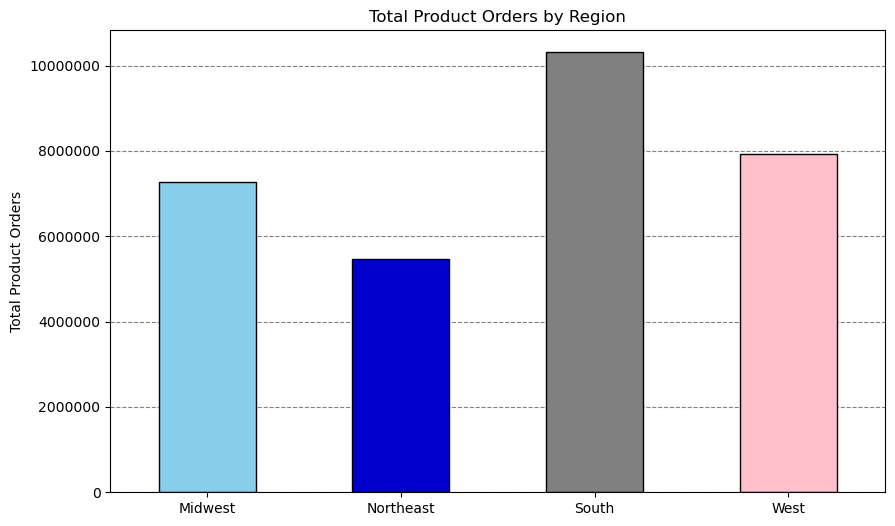 Total Product Orders by Region
Total Product Orders
10000000
8000000
6000000
4000000
2000000
0
Midwest
Northeast
South
West